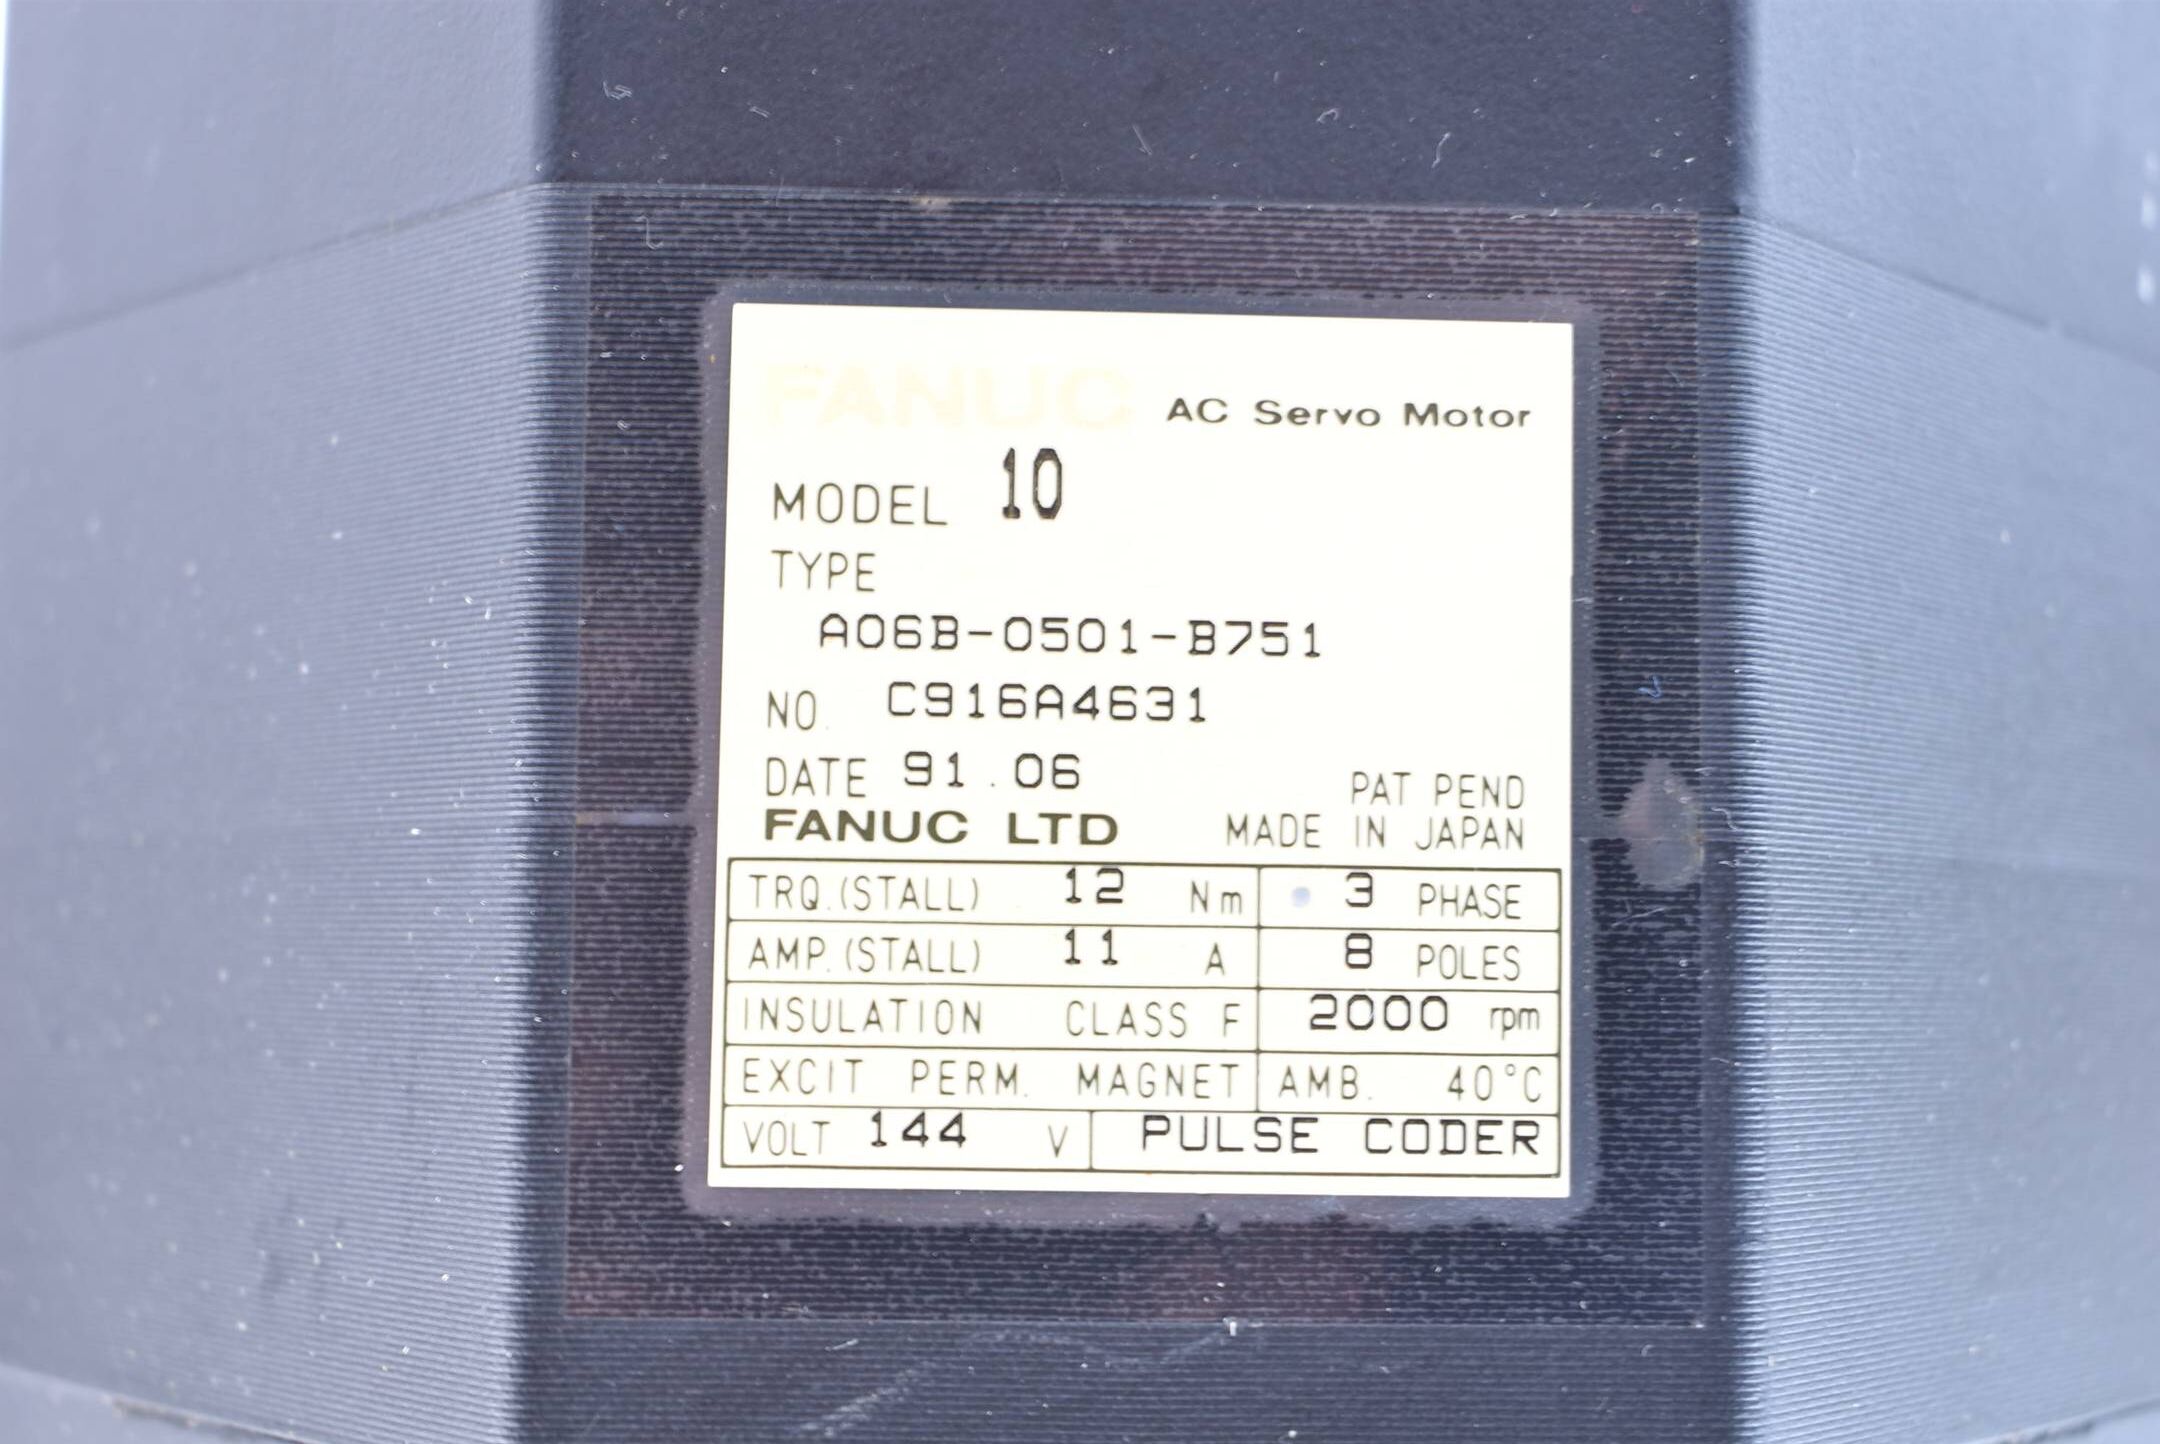 FANUC AC Servo Motor
MODEL 10
TYPE
A06B-0501-B751
NO. C916A4631
DATE 91.06
PAT PEND
FANUC LTD MADE IN JAPAN
TRQ.(STALL) 12 Nm 3 PHASE
AMP.(STALL) 11 A 8 POLES
INSULATION CLASS F 2000 rpm
EXCIT PERM. MAGNET AMB. 40°C
VOLT 144 V PULSE CODER